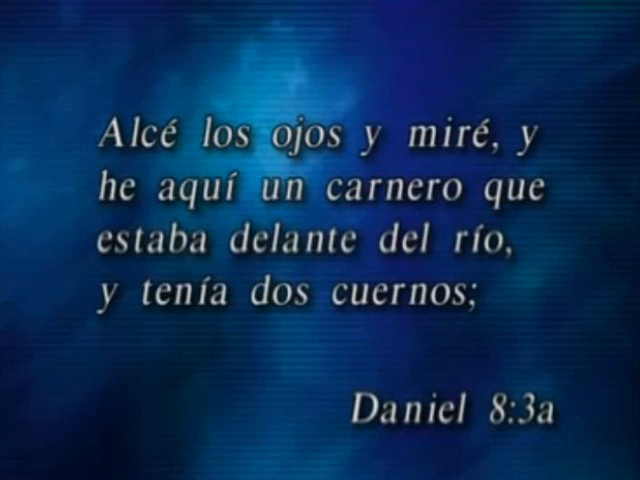 Alcé los ojos y miré, y
he aquí un carnero que
estaba delante del río,
y tenía dos cuernos;
Daniel 8:3a